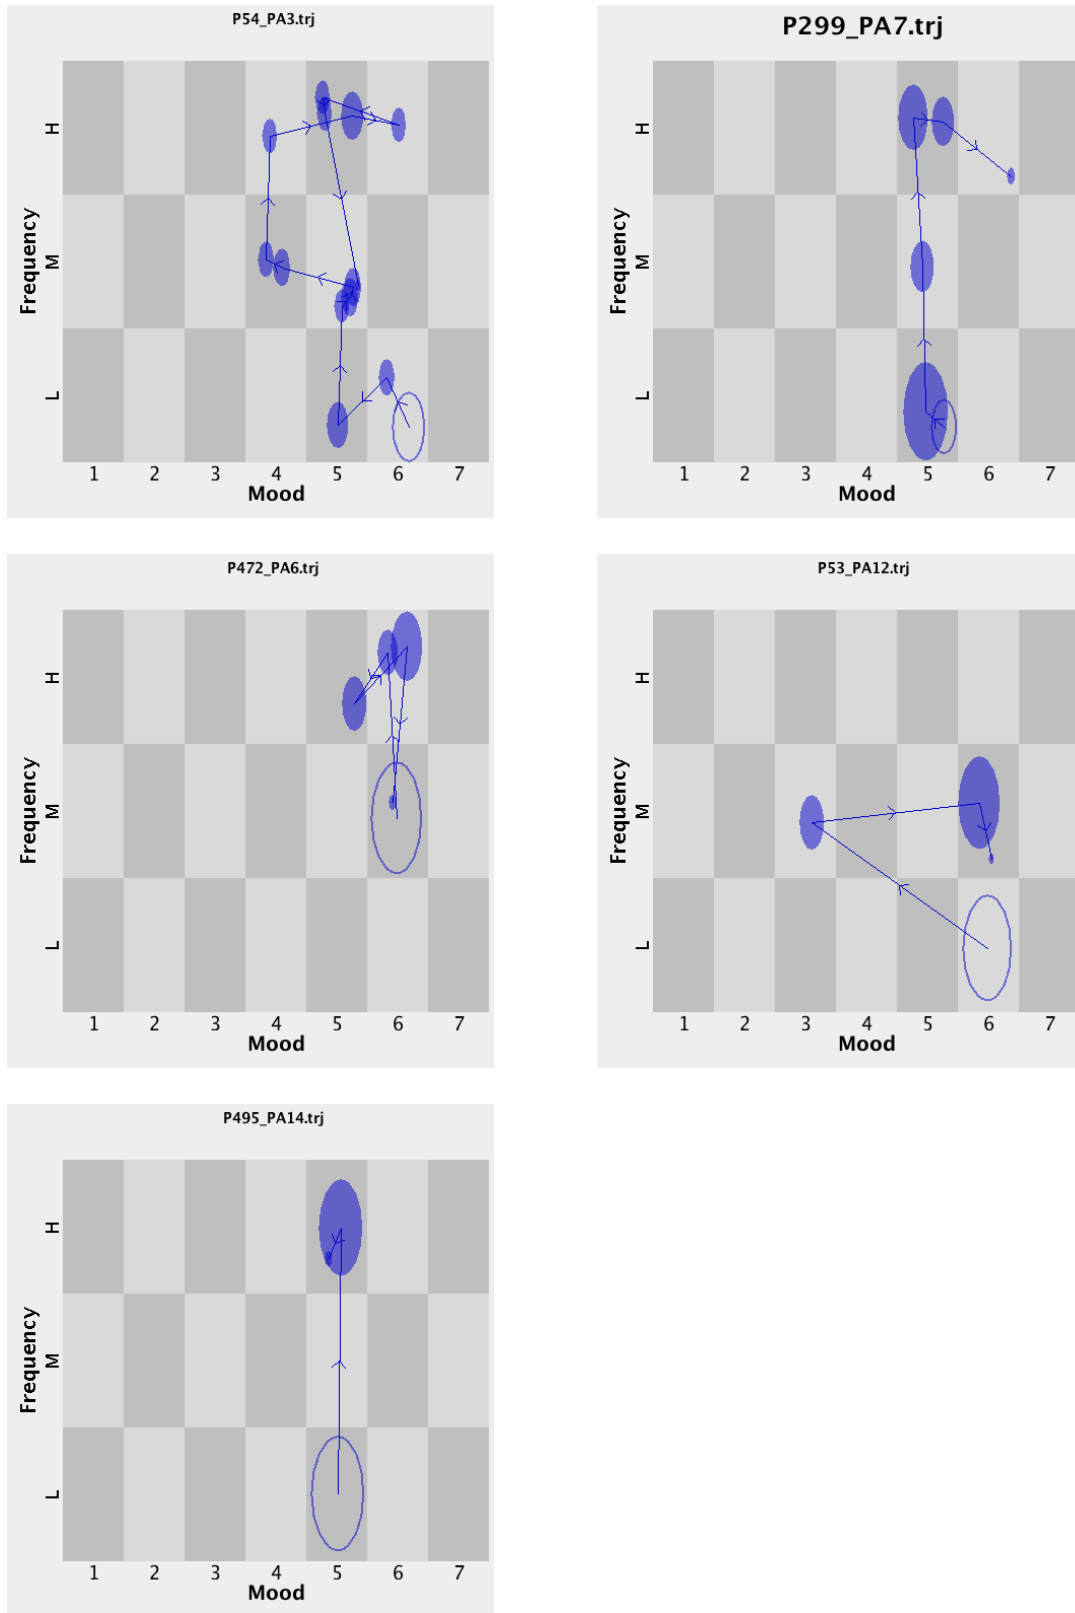 P54_PA3.trj
Frequency
H
M
L
1 2 3 4 5 6 7
Mood
P299_PA7.trj
Frequency
H
M
L
1 2 3 4 5 6 7
Mood
P472_PA6.trj
Frequency
H
M
L
1 2 3 4 5 6 7
Mood
P53_PA12.trj
Frequency
H
M
L
1 2 3 4 5 6 7
Mood
P495_PA14.trj
Frequency
H
M
L
1 2 3 4 5 6 7
Mood